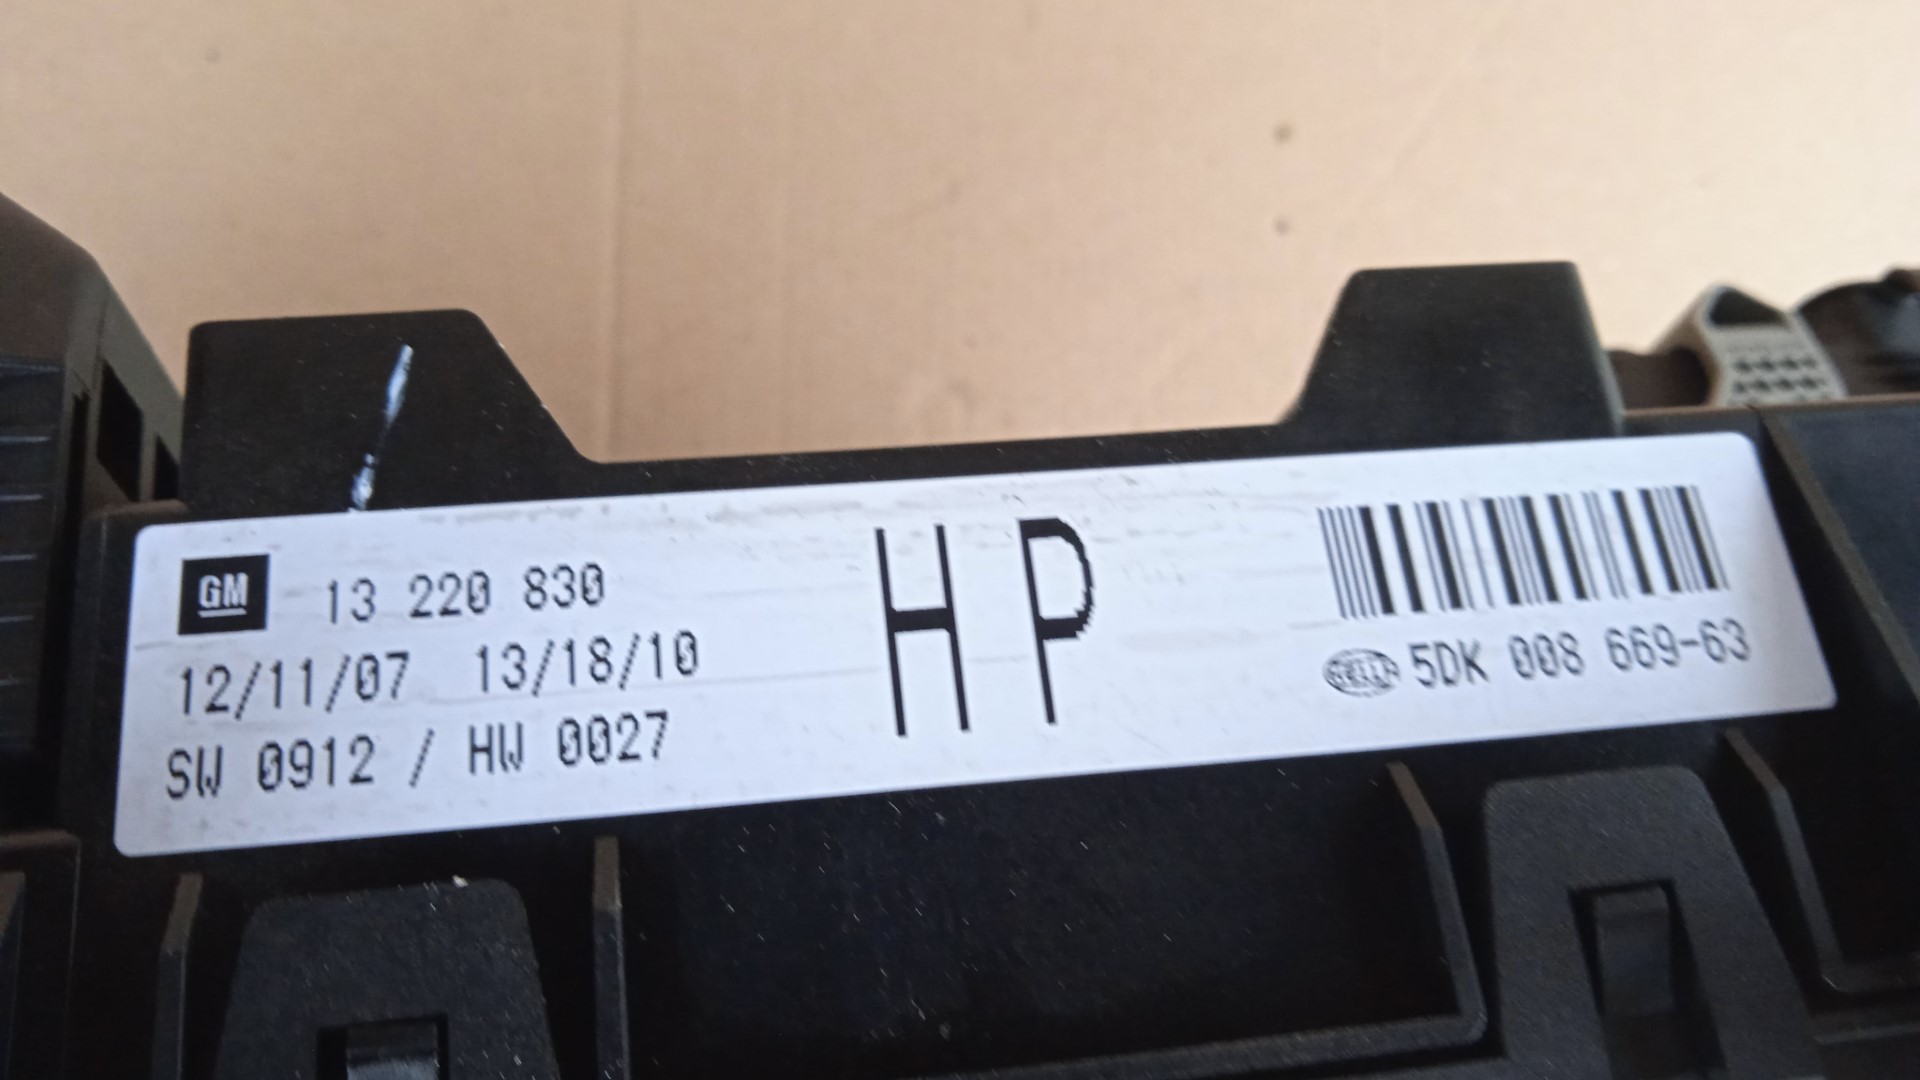 GM 13 220 830
12/11/07 13/18/10
SW 0912 / HW 0027
HP
HELLA 5DK 008 669-63